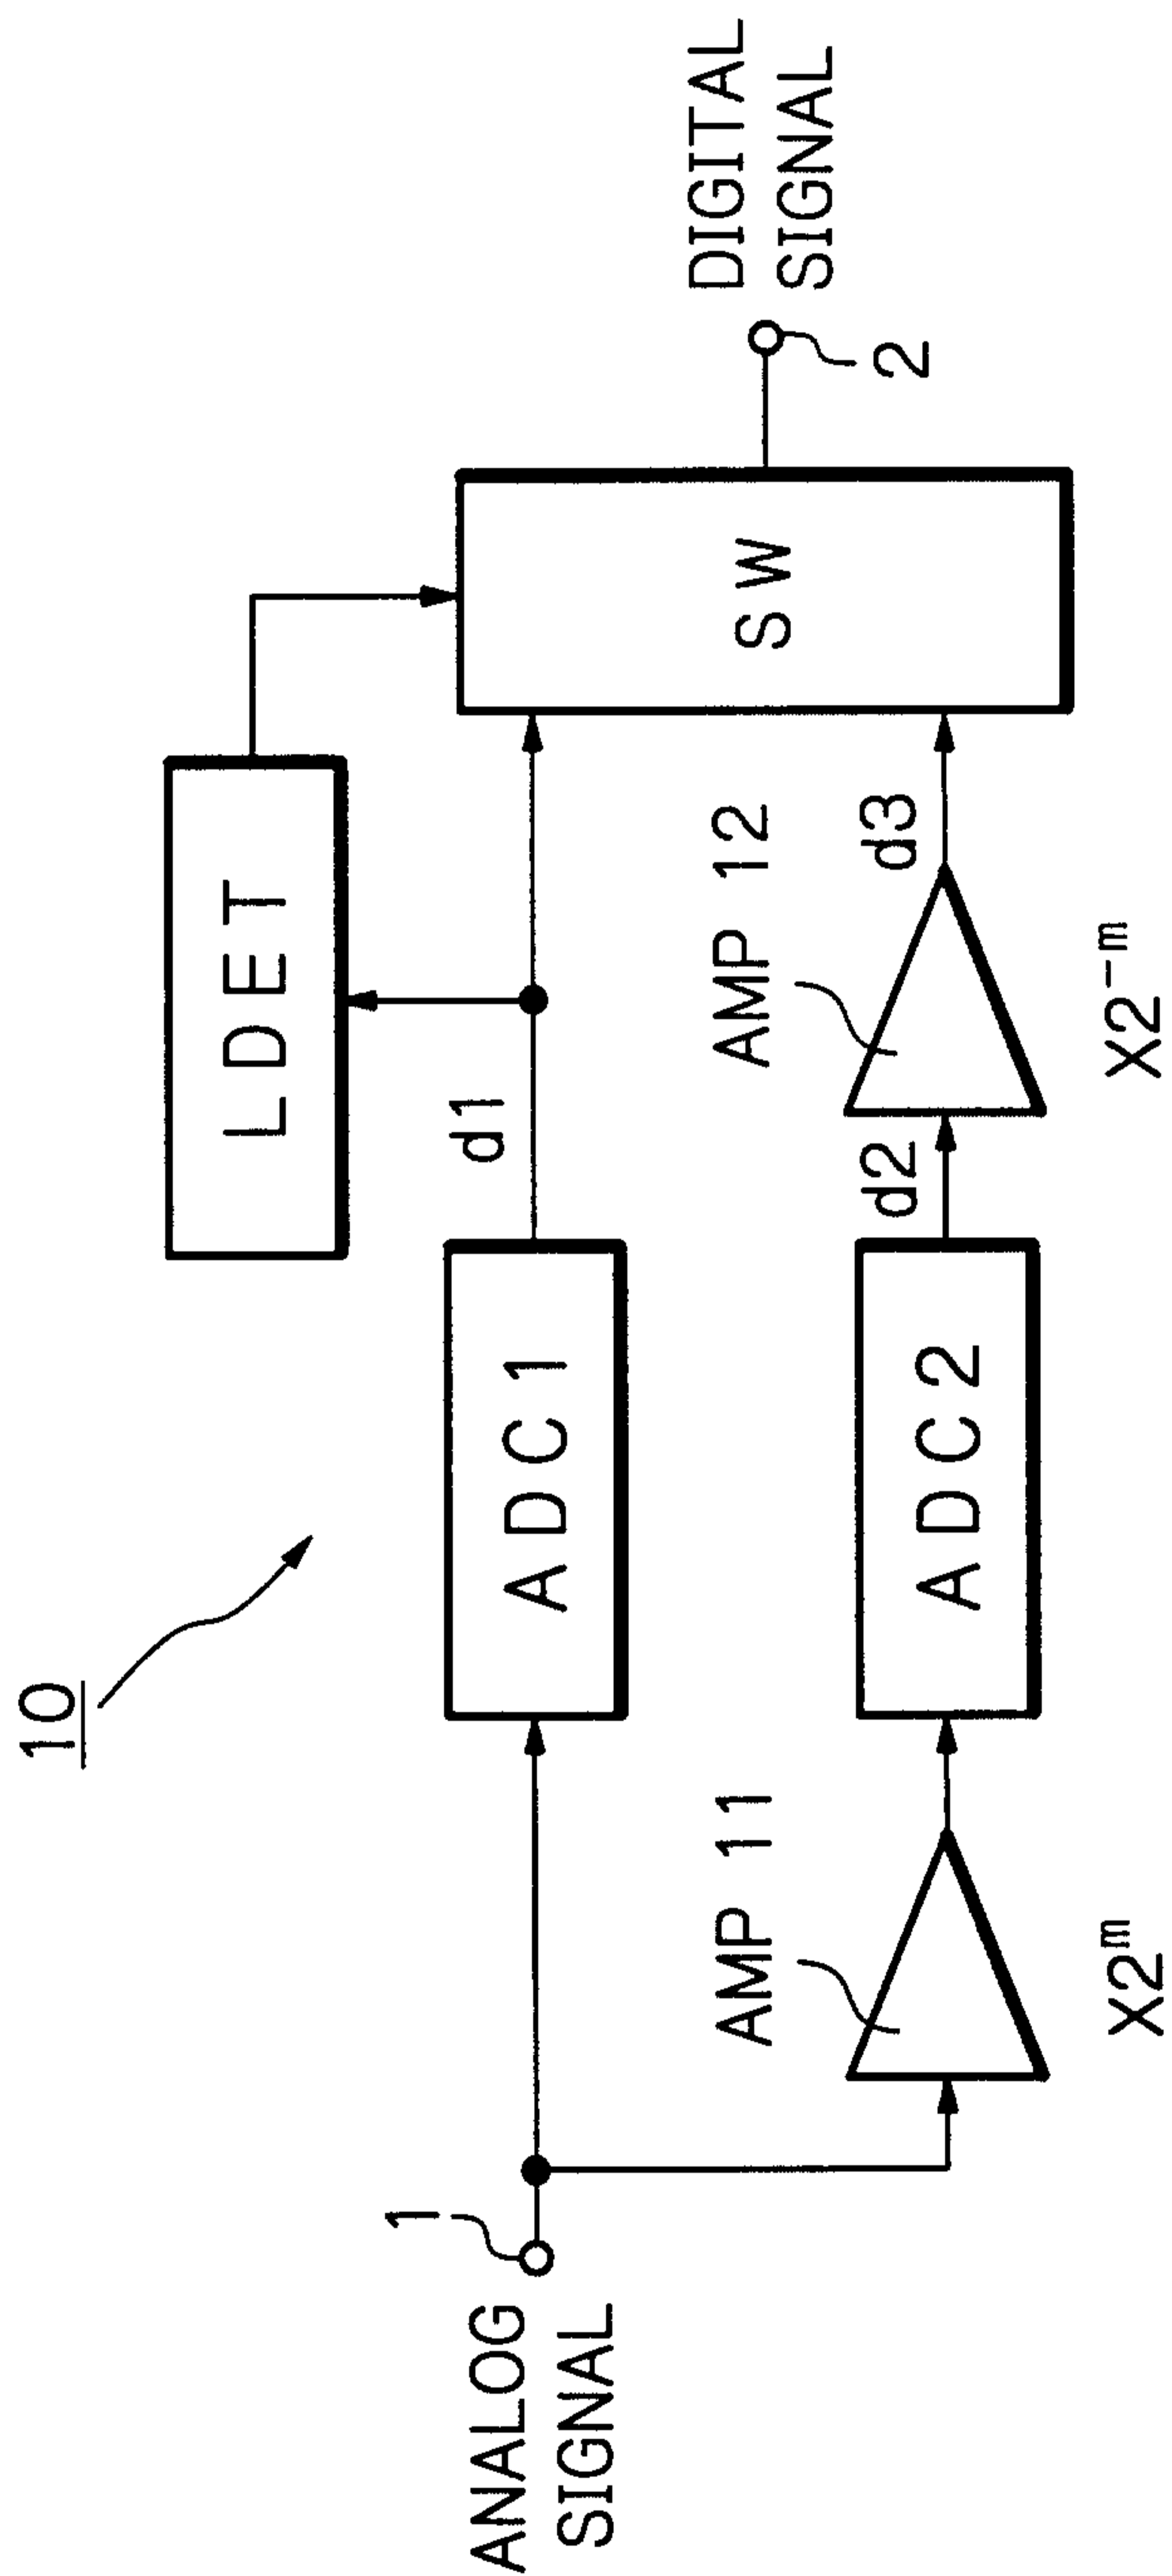 10
LDET
1
ANALOG
SIGNAL
ADC1
d1
SW
DIGITAL
SIGNAL
2
AMP 11
X2^m
ADC2
d2
AMP 12
X2^-m
d3